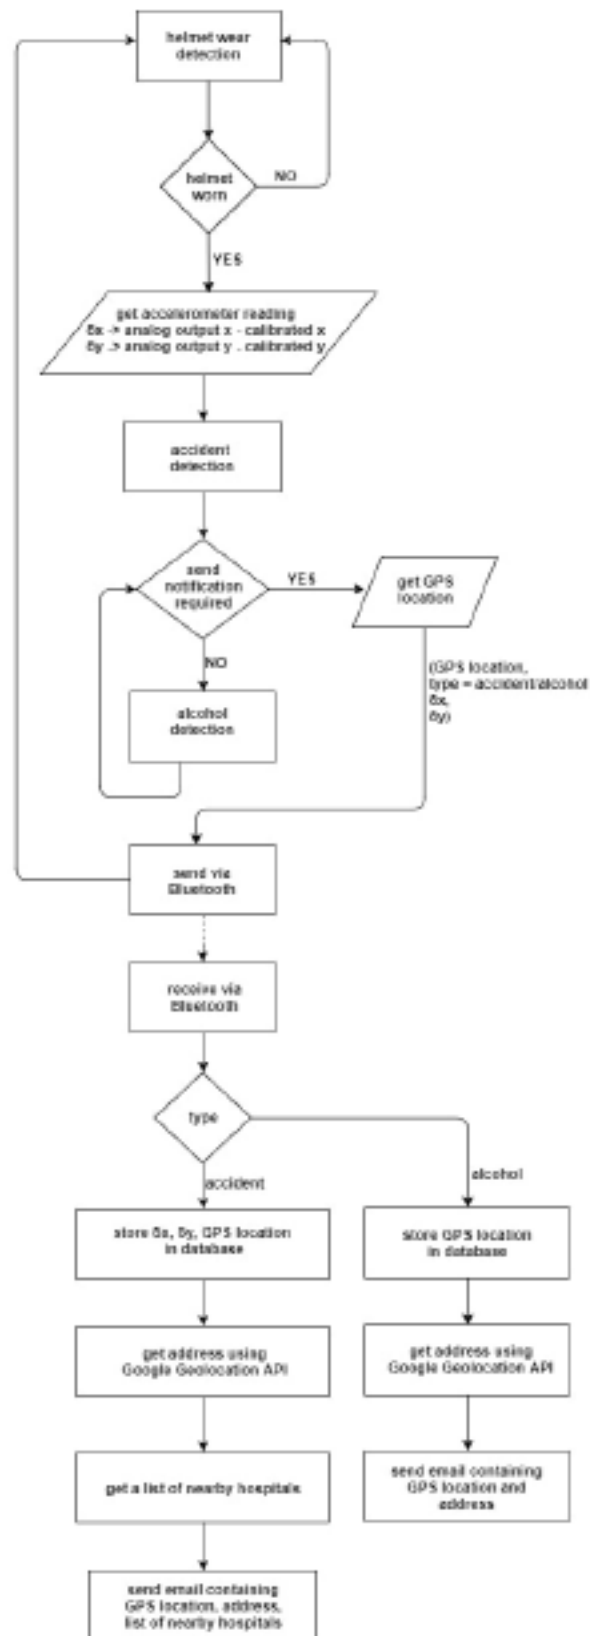 helmet wear
detection
helmet
worn
NO
YES
get accelerometer reading
δx -> analog output x - calibrated x
δy -> analog output y - calibrated y
accident
detection
send
notification
required
YES
get GPS
location
NO
(GPS location,
type = accident/alcohol
δx,
δy)
alcohol
detection
send via
Bluetooth
receive via
Bluetooth
type
accident
alcohol
store δx, δy, GPS location
in database
store GPS location
in database
get address using
Google Geolocation API
get address using
Google Geolocation API
get a list of nearby hospitals
send email containing
GPS location and
address
send email containing
GPS location, address,
list of nearby hospitals